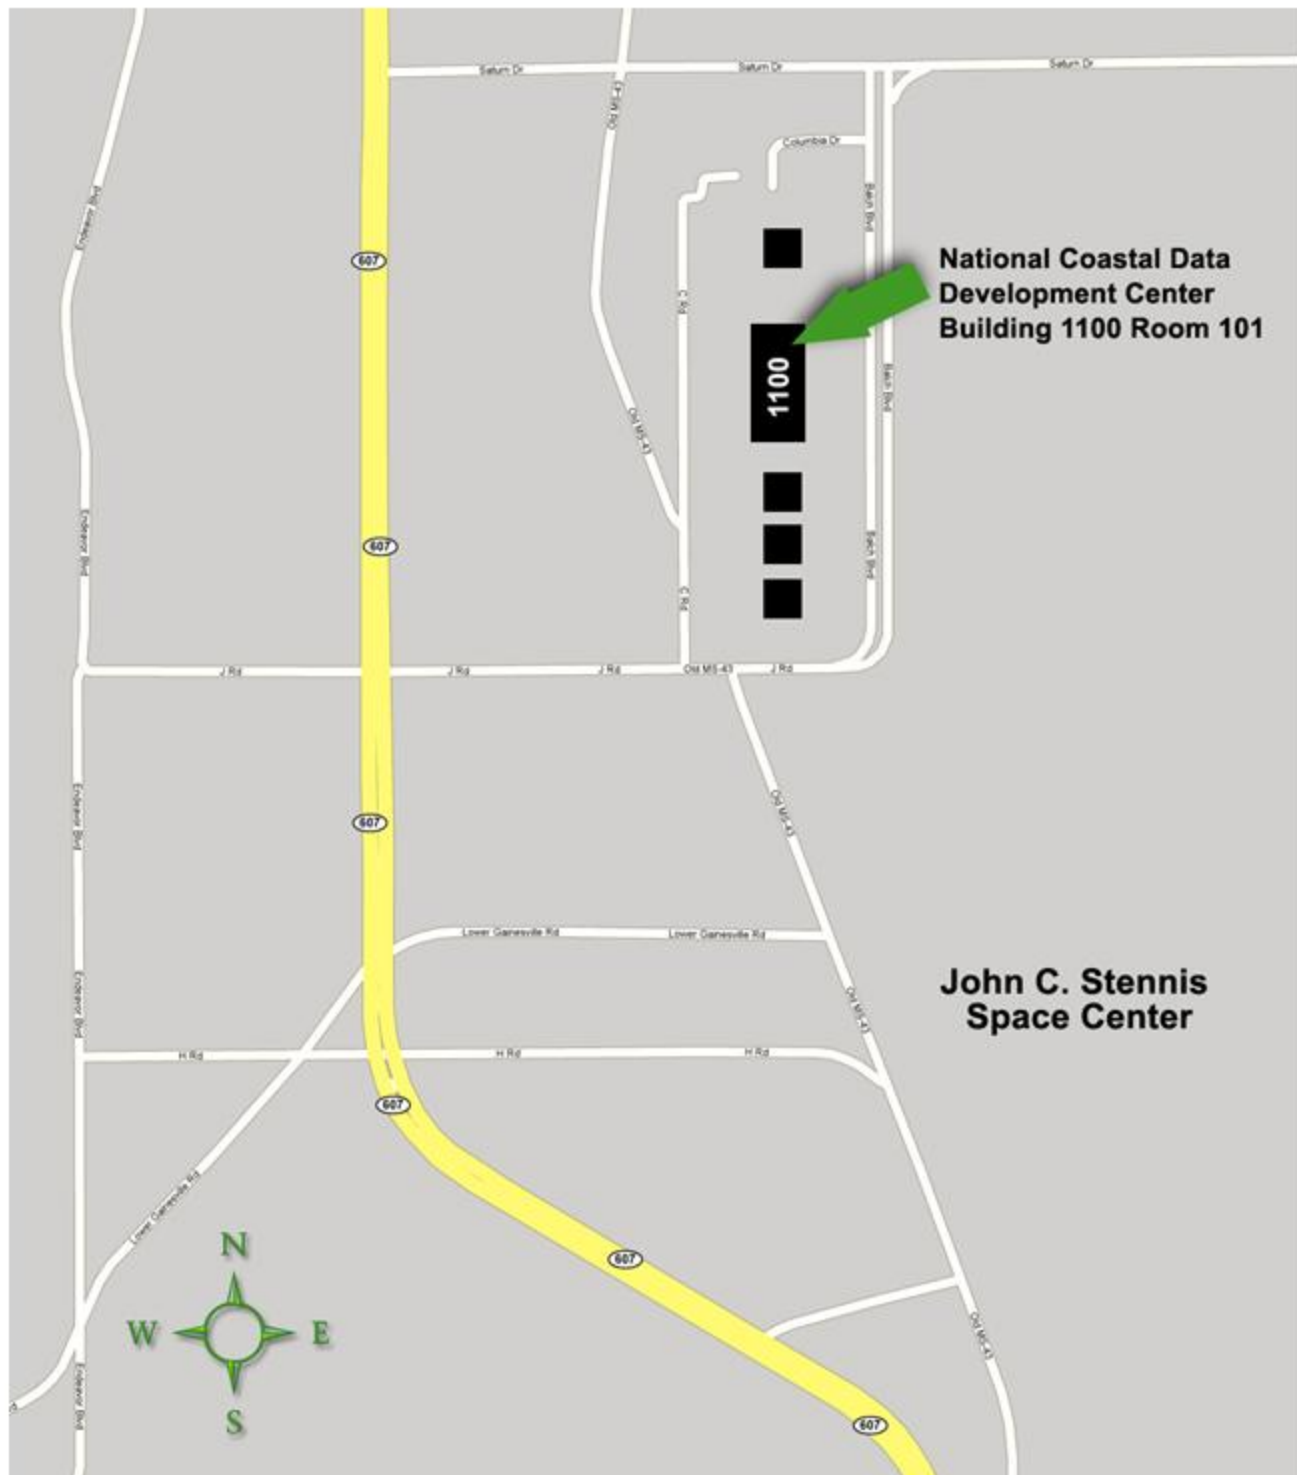 Saturn Dr
Saturn Dr
Saturn Dr
Old MS-43
Columbia Dr
Endeavor Blvd
Balch Blvd
607
National Coastal Data
Development Center
Building 1100 Room 101
C Rd
1100
Balch Blvd
Old MS-43
Endeavor Blvd
607
Balch Blvd
C Rd
J Rd
J Rd
J Rd
Old MS-43
J Rd
Endeavor Blvd
607
Old MS-43
Lower Gainesville Rd
Lower Gainesville Rd
Endeavor Blvd
John C. Stennis
Space Center
Old MS-43
H Rd
H Rd
H Rd
607
Lower Gainesville Rd
N
W
E
S
607
Old MS-43
Endeavor Blvd
607